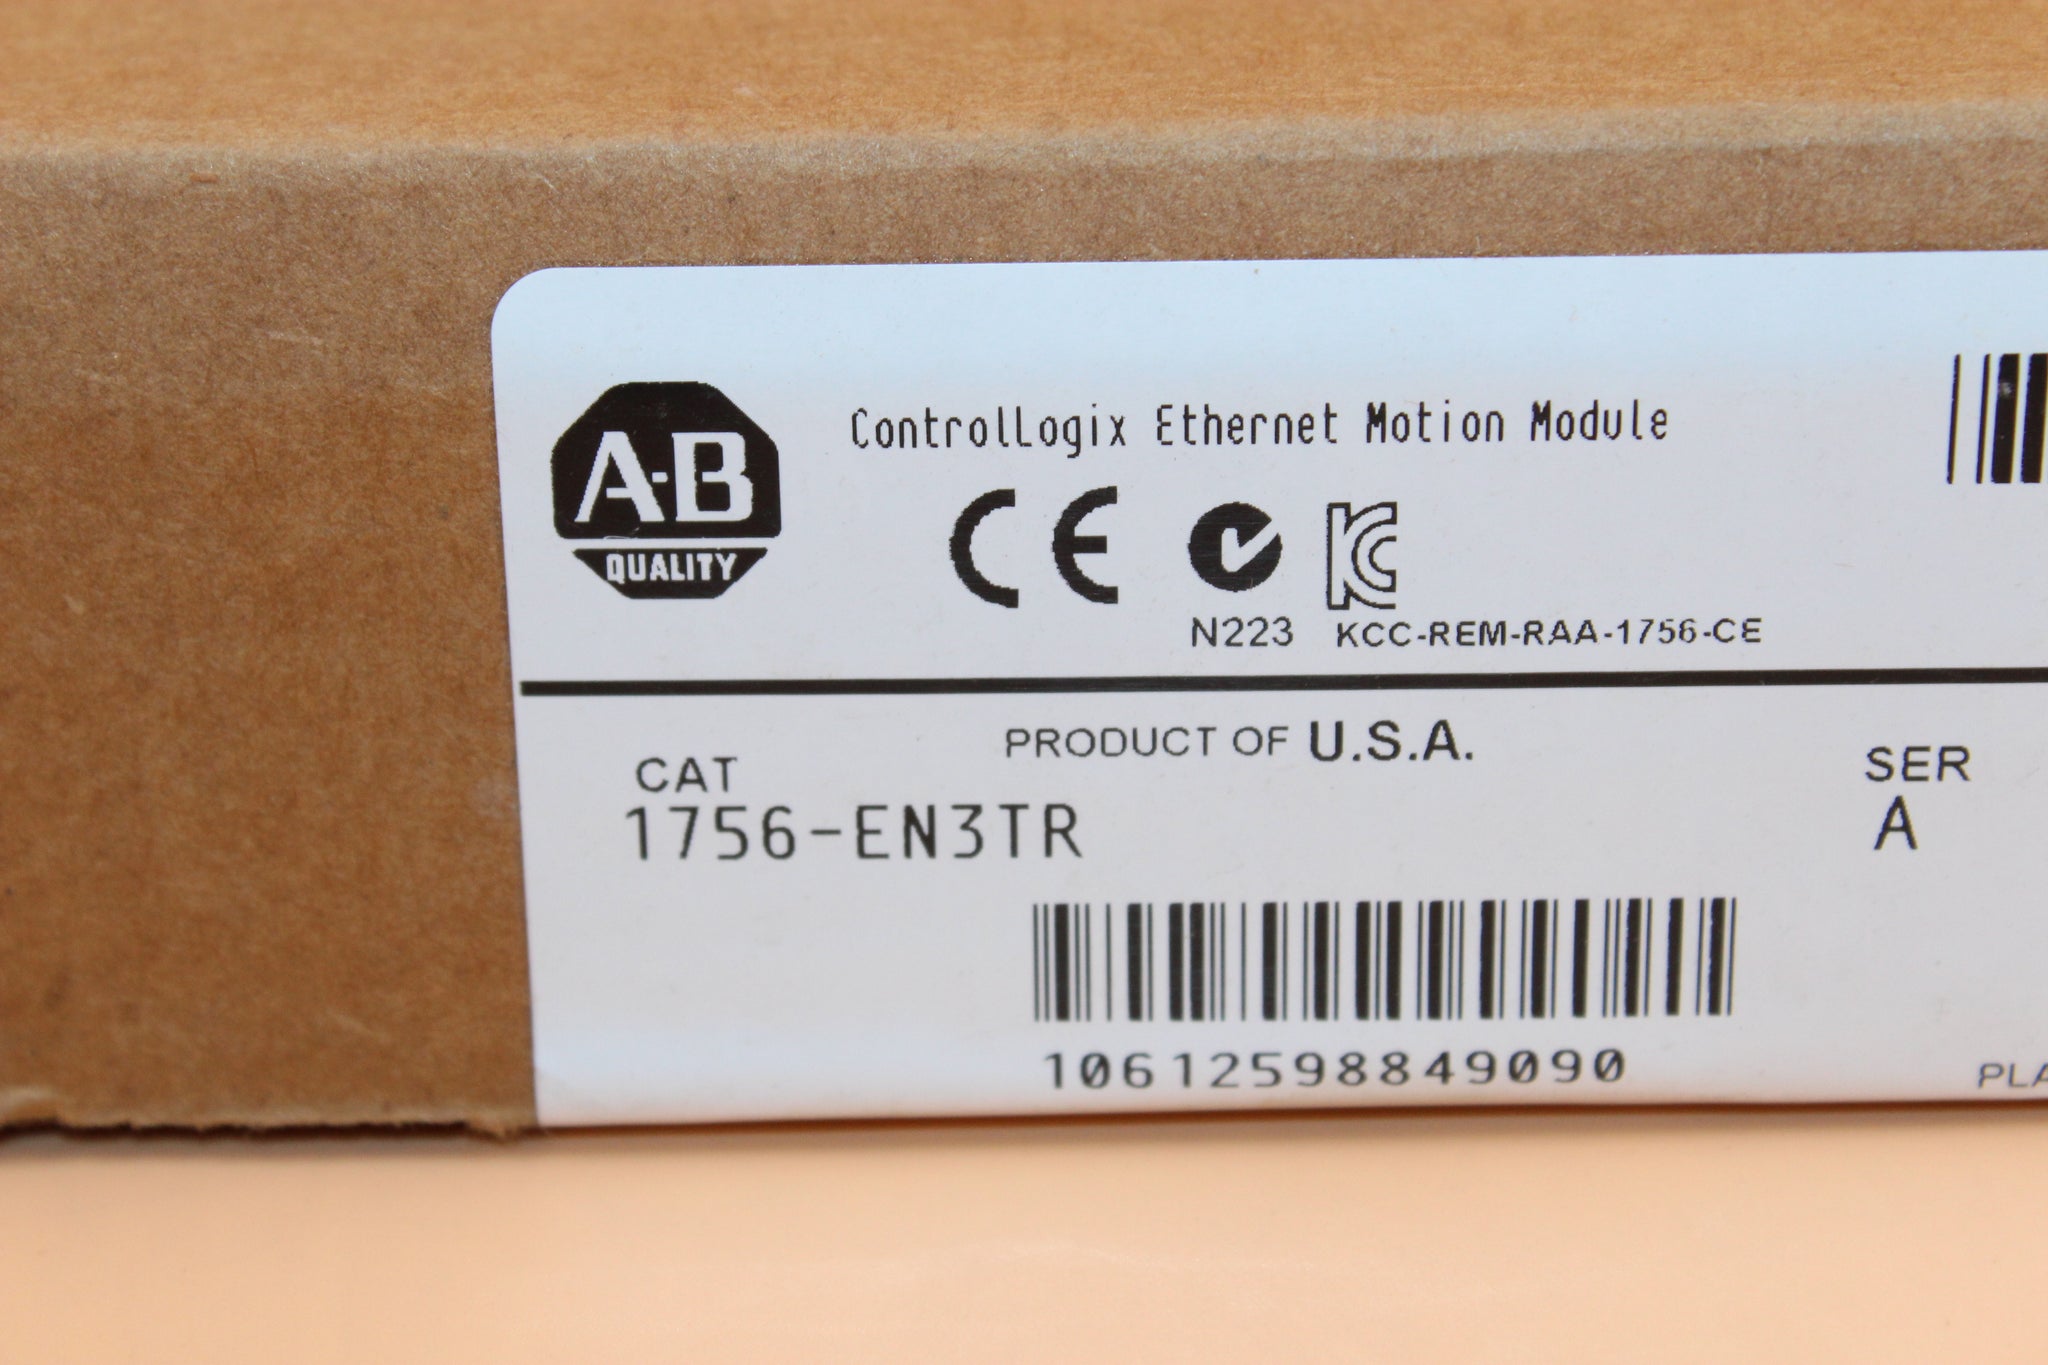 A-B
QUALITY
ControlLogix Ethernet Motion Module
CE
N223 KCC-REM-RAA-1756-CE
PRODUCT OF U.S.A.
CAT
1756-EN3TR
SER
A
10612598849090